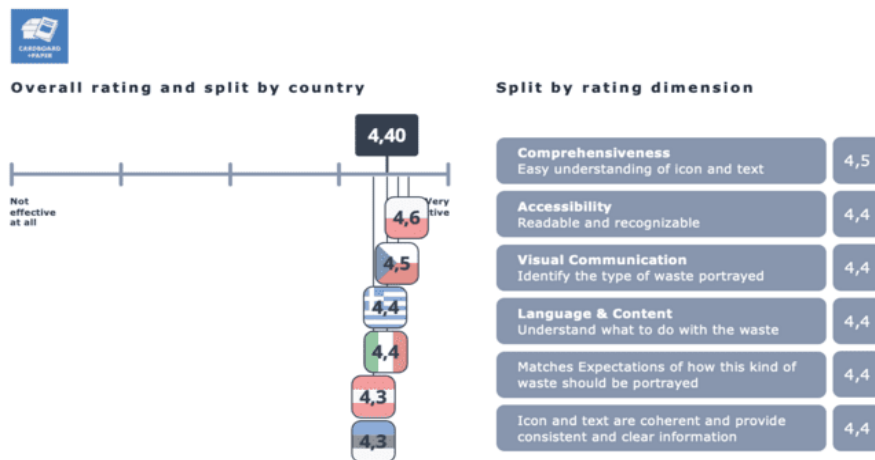 CARDBOARD
+PAPER
Overall rating and split by country
4,40
Not
effective
at all
Very
tive
4,6
4,5
4,4
4,4
4,3
4,3
Split by rating dimension
Comprehensiveness
Easy understanding of icon and text
4,5
Accessibility
Readable and recognizable
4,4
Visual Communication
Identify the type of waste portrayed
4,4
Language & Content
Understand what to do with the waste
4,4
Matches Expectations of how this kind of
waste should be portrayed
4,4
Icon and text are coherent and provide
consistent and clear information
4,4